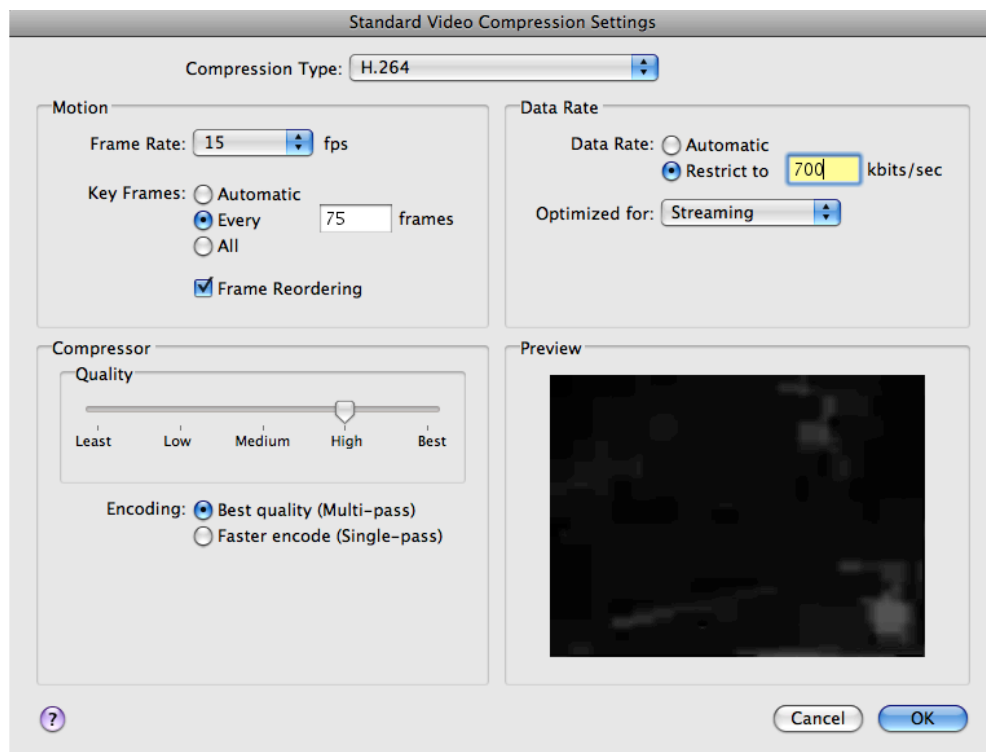 Standard Video Compression Settings
Compression Type: H.264
Motion
Frame Rate: 15 fps
Key Frames: Automatic
Every 75 frames
All
Frame Reordering
Data Rate
Data Rate: Automatic
Restrict to 700 kbits/sec
Optimized for: Streaming
Compressor
Quality
Least Low Medium High Best
Encoding: Best quality (Multi-pass)
Faster encode (Single-pass)
Preview
?
Cancel OK